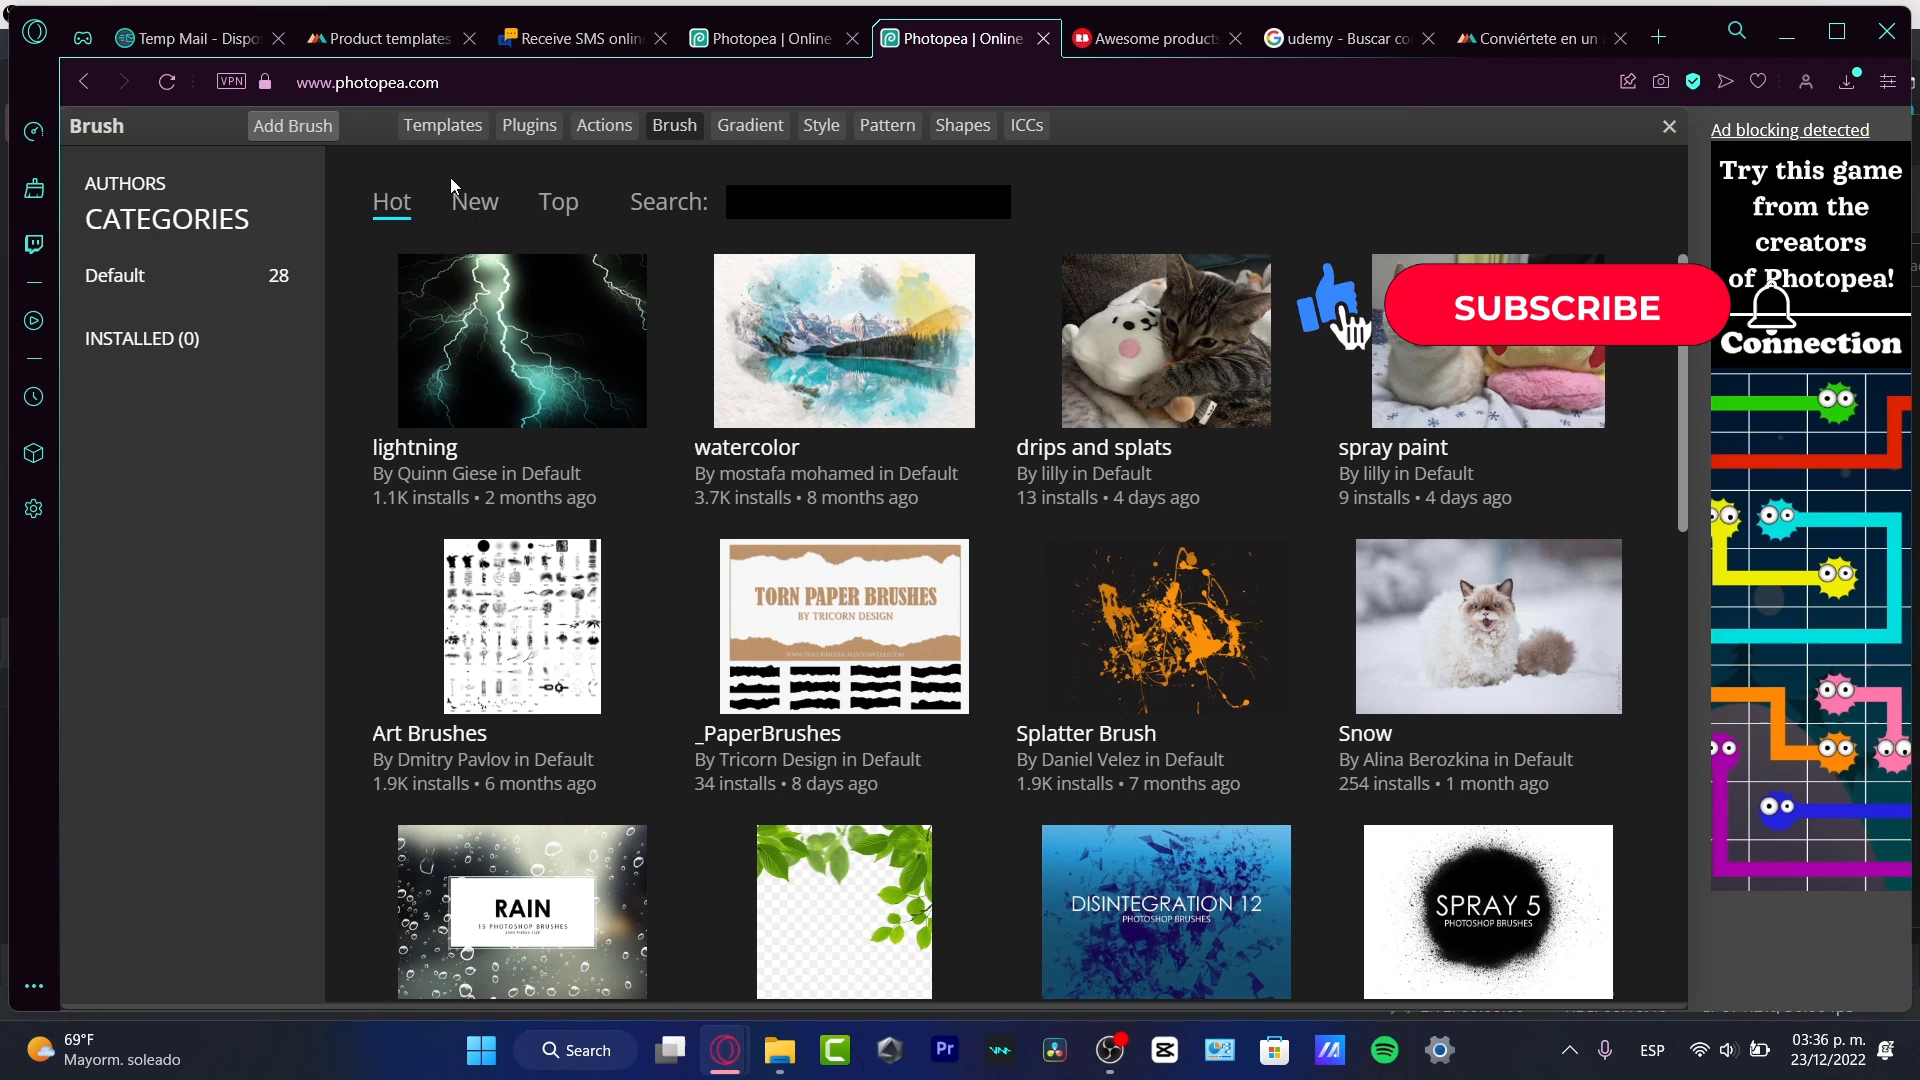 Temp Mail - Dispo
Product templates
Receive SMS onlin
Photopea | Online
Photopea | Online
Awesome products
udemy - Buscar co
Conviértete en un
VPN
www.photopea.com
Brush
Add Brush
Templates
Plugins
Actions
Brush
Gradient
Style
Pattern
Shapes
ICCs
AUTHORS
CATEGORIES
Default 28
INSTALLED (0)
Hot
New
Top
Search:
lightning
By Quinn Giese in Default
1.1K installs • 2 months ago
watercolor
By mostafa mohamed in Default
3.7K installs • 8 months ago
drips and splats
By lilly in Default
13 installs • 4 days ago
spray paint
By lilly in Default
9 installs • 4 days ago
SUBSCRIBE
TORN PAPER BRUSHES
BY TRICORN DESIGN
Art Brushes
By Dmitry Pavlov in Default
1.9K installs • 6 months ago
_PaperBrushes
By Tricorn Design in Default
34 installs • 8 days ago
Splatter Brush
By Daniel Velez in Default
1.9K installs • 7 months ago
Snow
By Alina Berozkina in Default
254 installs • 1 month ago
RAIN
15 PHOTOSHOP BRUSHES
DISINTEGRATION 12
PHOTOSHOP BRUSHES
SPRAY 5
PHOTOSHOP BRUSHES
Ad blocking detected
Try this game
from the
creators
of Photopea!
Connection
69°F
Mayorm. soleado
Search
Pr
ESP
03:36 p. m.
23/12/2022